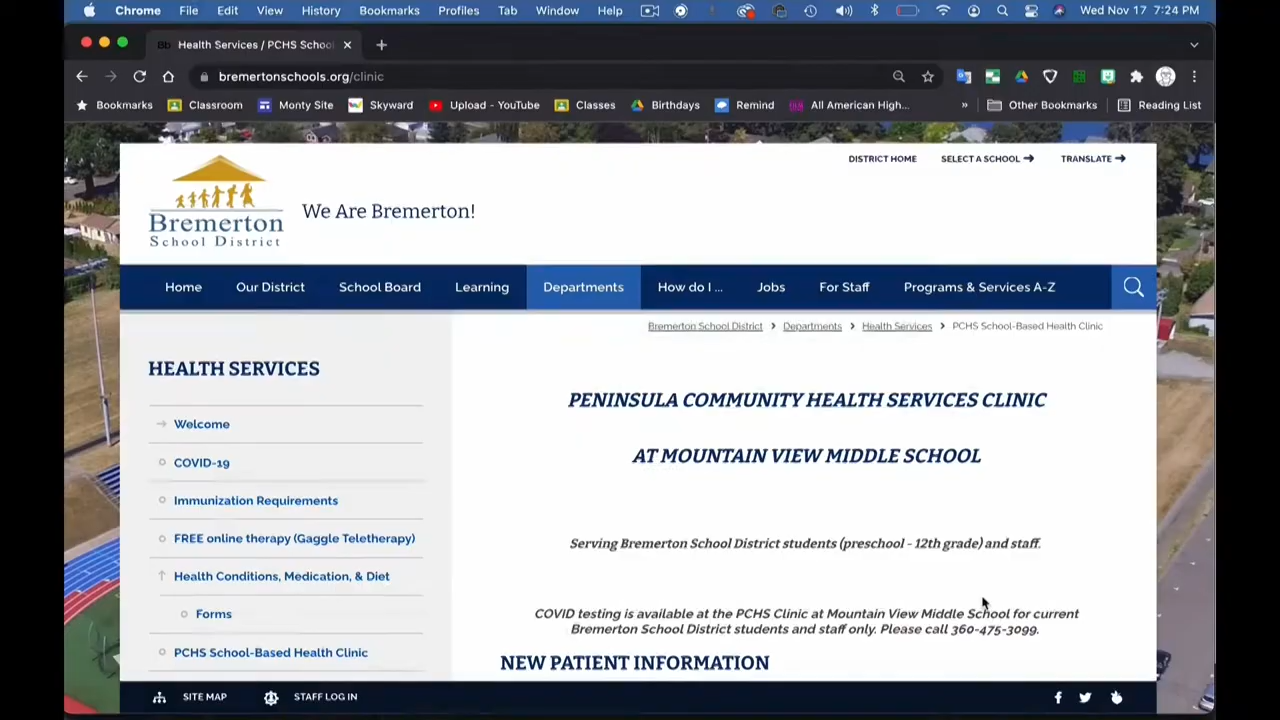 Chrome File Edit View History Bookmarks Profiles Tab Window Help Wed Nov 17 7:24 PM
Health Services / PCHS Schoo
bremertonschools.org/clinic
Bookmarks Classroom Monty Site Skyward Upload - YouTube Classes Birthdays Remind All American High... » Other Bookmarks Reading List
DISTRICT HOME SELECT A SCHOOL TRANSLATE
Bremerton
School District
We Are Bremerton!
Home Our District School Board Learning Departments How do I ... Jobs For Staff Programs & Services A-Z
Bremerton School District > Departments > Health Services > PCHS School-Based Health Clinic
HEALTH SERVICES
Welcome
COVID-19
Immunization Requirements
FREE online therapy (Gaggle Teletherapy)
Health Conditions, Medication, & Diet
Forms
PCHS School-Based Health Clinic
PENINSULA COMMUNITY HEALTH SERVICES CLINIC
AT MOUNTAIN VIEW MIDDLE SCHOOL
Serving Bremerton School District students (preschool - 12th grade) and staff.
COVID testing is available at the PCHS Clinic at Mountain View Middle School for current
Bremerton School District students and staff only. Please call 360-475-3099.
NEW PATIENT INFORMATION
SITE MAP STAFF LOG IN